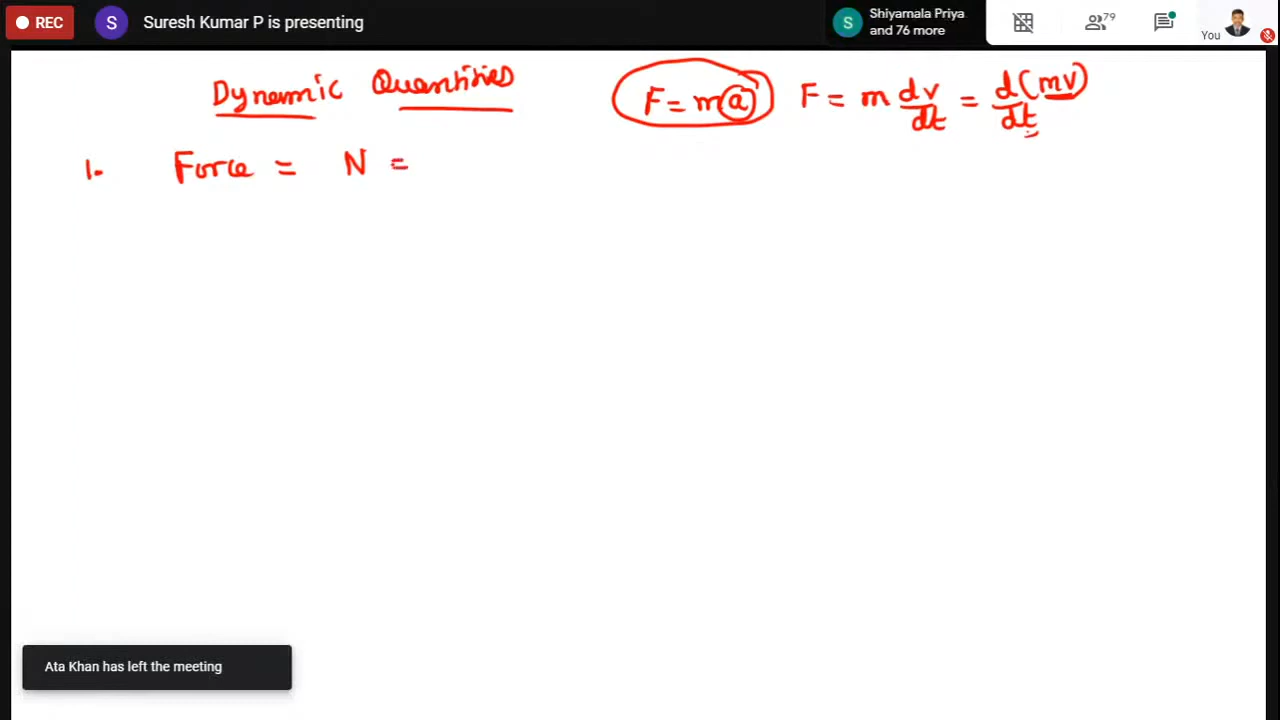 REC
S
Suresh Kumar P is presenting
S
Shiyamala Priya
and 76 more
79
You
Dynamic Quantities
F = ma
F = m dv/dt = d(mv)/dt
1. Force = N =
Ata Khan has left the meeting